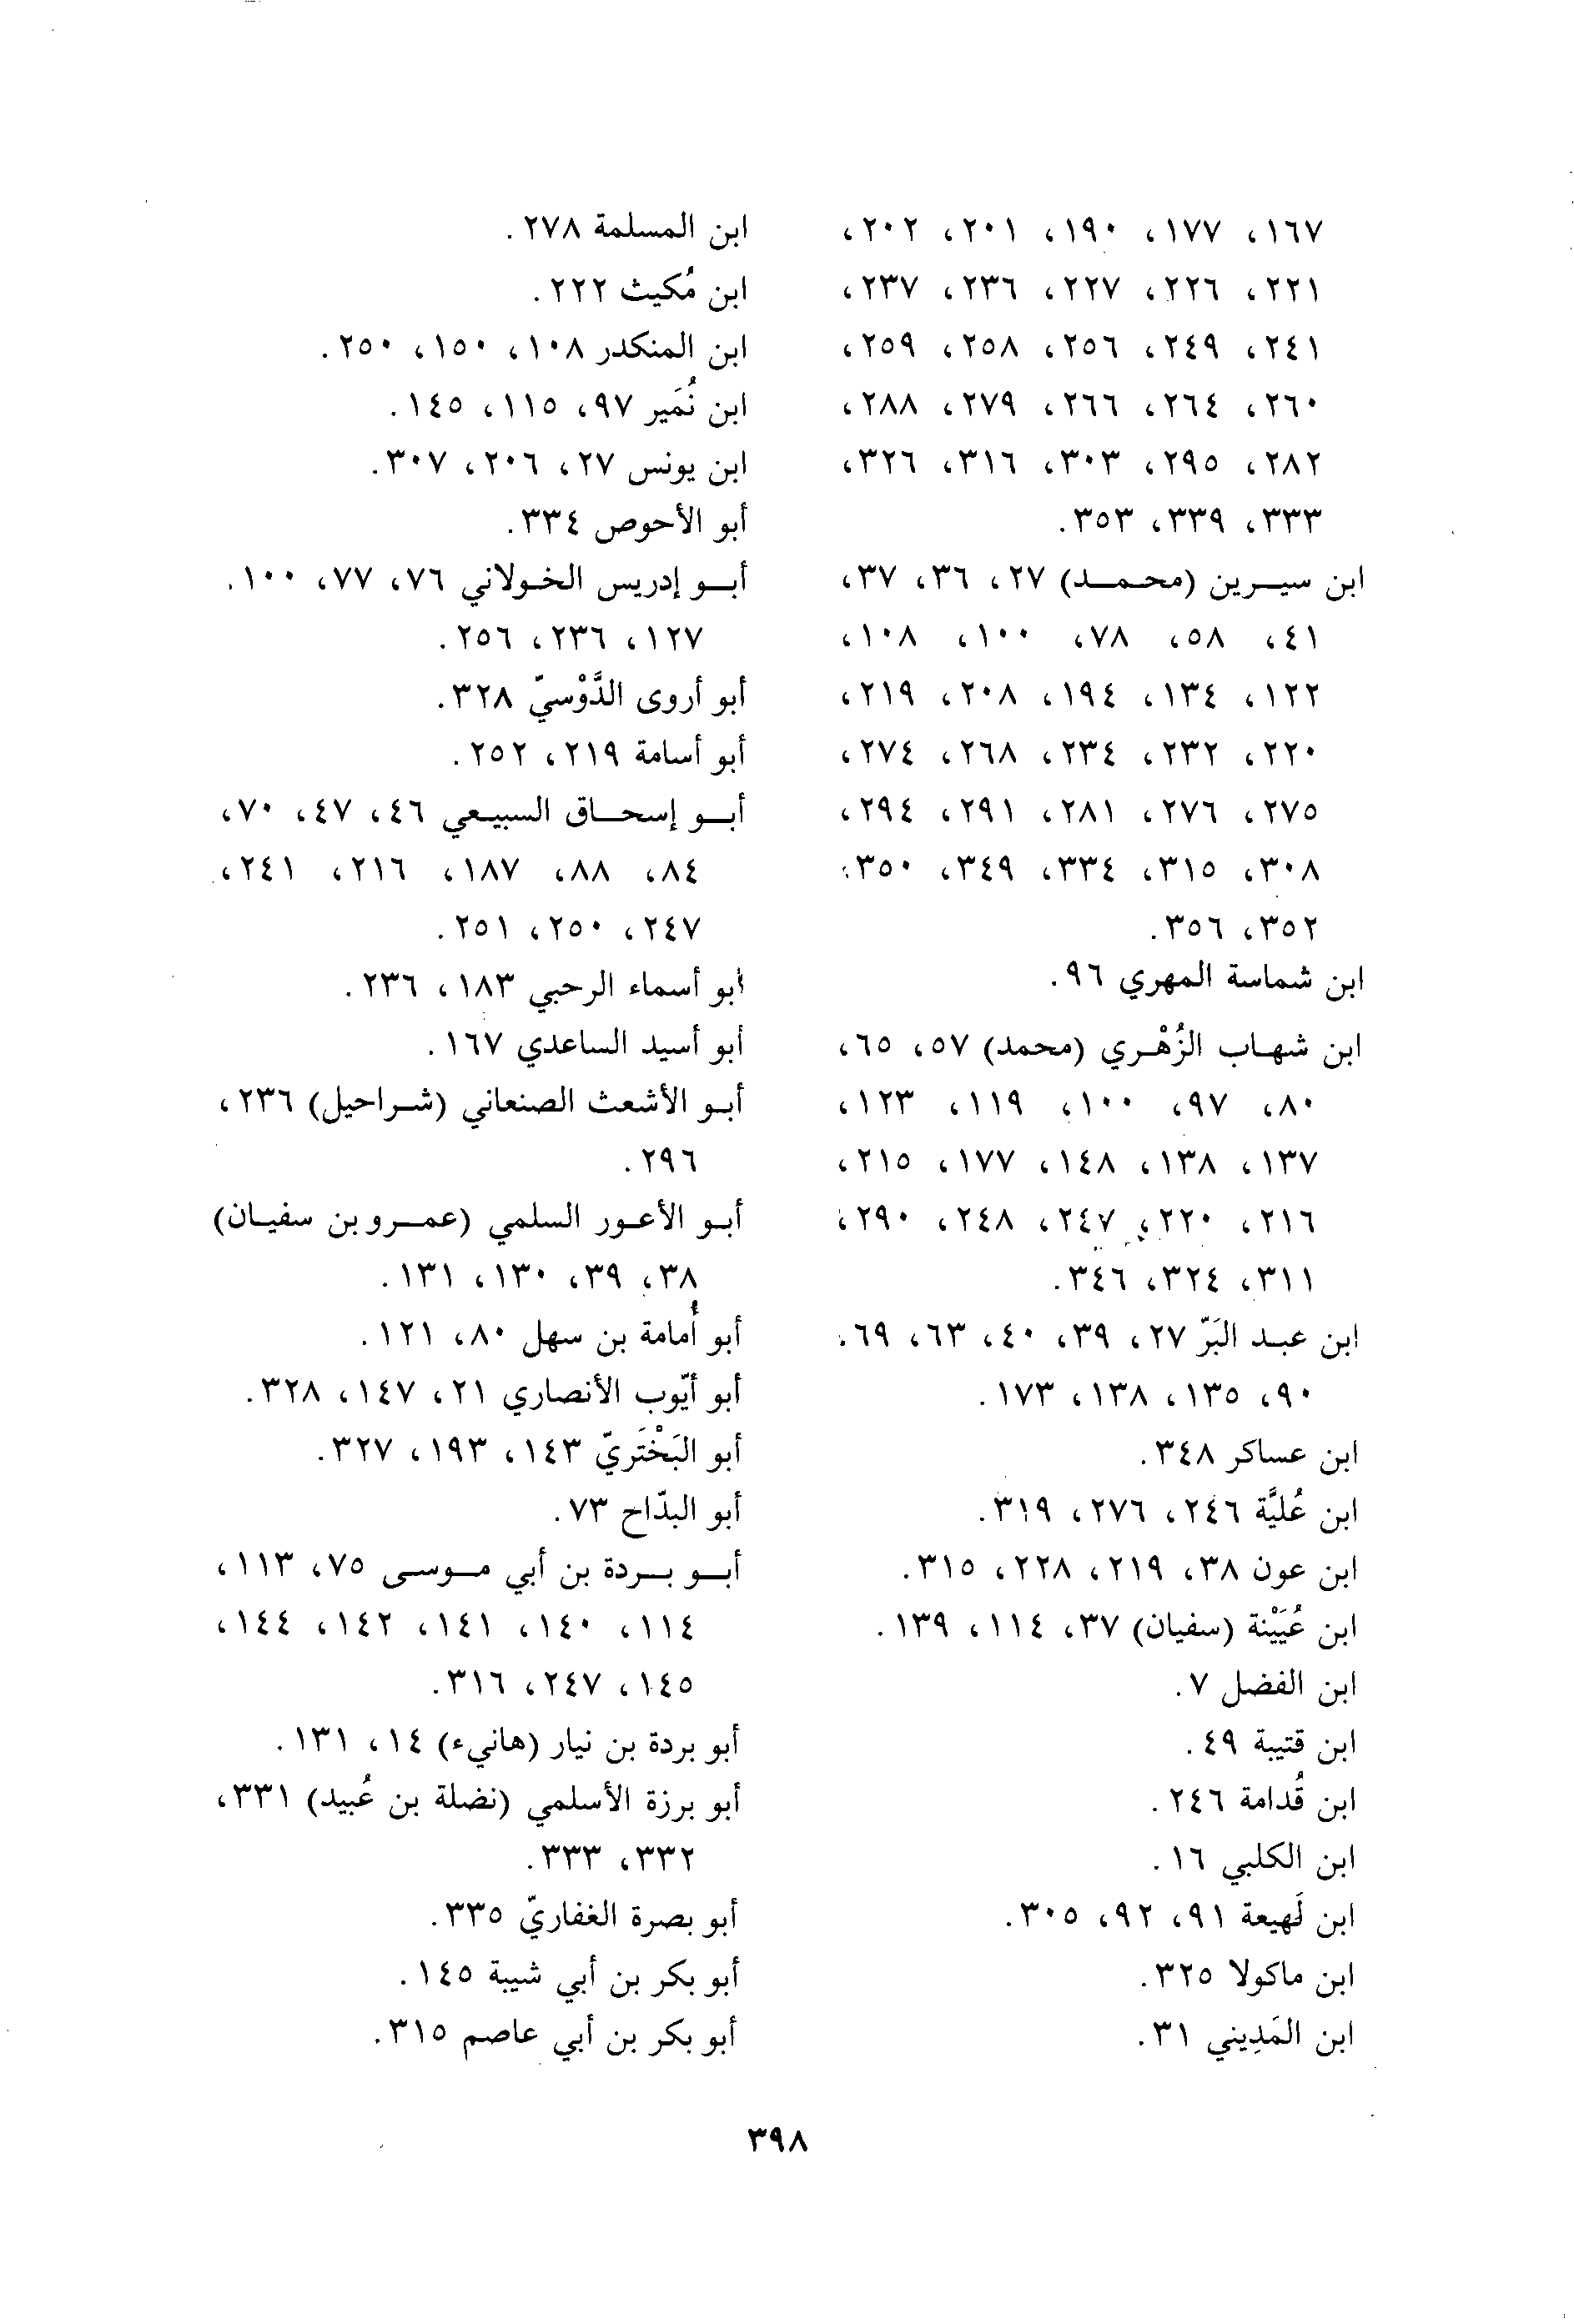 ١٦٧، ١٧٧، ١٩٠، ٢٠١، ٢٠٢،
٢٢١، ٢٢٦، ٢٢٧، ٢٣٦، ٢٣٧،
٢٤١، ٢٤٩، ٢٥٦، ٢٥٨، ٢٥٩،
٢٦٠، ٢٦٤، ٢٦٦، ٢٧٩، ٢٨٨،
٢٨٢، ٢٩٥، ٣٠٣، ٣١٦، ٣٢٦،
٣٣٣، ٣٣٩، ٣٥٣.
ابن سيرين (محمد) ٢٧، ٣٦، ٣٧،
٤١، ٥٨، ٧٨، ١٠٠، ١٠٨،
١٢٢، ١٣٤، ١٩٤، ٢٠٨، ٢١٩،
٢٢٠، ٢٣٢، ٢٣٤، ٢٦٨، ٢٧٤،
٢٧٥، ٢٧٦، ٢٨١، ٢٩١، ٢٩٤،
٣٠٨، ٣١٥، ٣٣٤، ٣٤٩، ٣٥٠،
٣٥٢، ٣٥٦.
ابن شماسة المهري ٩٦.
ابن شهاب الزُهْري (محمد) ٥٧، ٦٥،
٨٠، ٩٧، ١٠٠، ١١٩، ١٢٣،
١٣٧، ١٣٨، ١٤٨، ١٧٧، ٢١٥،
٢١٦، ٢٢٠، ٢٤٧، ٢٤٨، ٢٩٠،
٣١١، ٣٢٤، ٣٤٦.
ابن عبد البَرّ ٢٧، ٣٩، ٤٠، ٦٣، ٦٩،
٩٠، ١٣٥، ١٣٨، ١٧٣.
ابن عساكر ٣٤٨.
ابن عُليَّة ٢٤٦، ٢٧٦، ٣١٩.
ابن عون ٣٨، ٢١٩، ٢٢٨، ٣١٥.
ابن عُيَيْنة (سفيان) ٣٧، ١١٤، ١٣٩.
ابن الفضل ٧.
ابن قتيبة ٤٩.
ابن قُدامة ٢٤٦.
ابن الكلبي ١٦.
ابن لَهيعة ٩١، ٩٢، ٣٠٥.
ابن ماكولا ٣٢٥.
ابن المَدِيني ٣١.
ابن المسلمة ٢٧٨.
ابن مُكيث ٢٢٢.
ابن المنكدر ١٠٨، ١٥٠، ٢٥٠.
ابن نُمَير ٩٧، ١١٥، ١٤٥.
ابن يونس ٢٧، ٢٠٦، ٣٠٧.
أبو الأحوص ٣٣٤.
أبو إدريس الخولاني ٧٦، ٧٧، ١٠٠.
١٢٧، ٢٣٦، ٢٥٦.
أبو أروى الدَّوْسيّ ٣٢٨.
أبو أسامة ٢١٩، ٢٥٢.
أبو إسحاق السبيعي ٤٦، ٤٧، ٧٠،
٨٤، ٨٨، ١٨٧، ٢١٦، ٢٤١،
٢٤٧، ٢٥٠، ٢٥١.
أبو أسماء الرحبي ١٨٣، ٢٣٦.
أبو أسيد الساعدي ١٦٧.
أبو الأشعث الصنعاني (شراحيل) ٢٣٦،
٢٩٦.
أبو الأعور السلمي (عمرو بن سفيان)
٣٨، ٣٩، ١٣٠، ١٣١.
أبو أُمامة بن سهل ٨٠، ١٢١.
أبو أيّوب الأنصاري ٢١، ١٤٧، ٣٢٨.
أبو البَخْتَريّ ١٤٣، ١٩٣، ٣٢٧.
أبو البدّاح ٧٣.
أبو بردة بن أبي موسى ٧٥، ١١٣،
١١٤، ١٤٠، ١٤١، ١٤٢، ١٤٤،
١٤٥، ٢٤٧، ٣١٦.
أبو بردة بن نيار (هانيء) ١٤، ١٣١.
أبو برزة الأسلمي (نضلة بن عُبيد) ٣٣١،
٣٣٢، ٣٣٣.
أبو بصرة الغفاريّ ٣٣٥.
أبو بكر بن أبي شيبة ١٤٥.
أبو بكر بن أبي عاصم ٣١٥.
٣٩٨